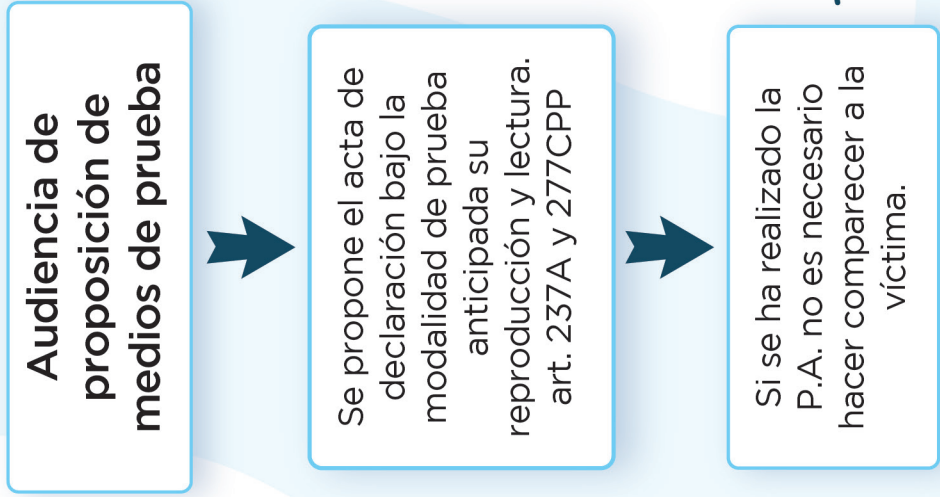 Audiencia de
proposición de
medios de prueba
Se propone el acta de
declaración bajo la
modalidad de prueba
anticipada su
reproducción y lectura.
art. 237A y 277CPP
Si se ha realizado la
P.A. no es necesario
hacer comparecer a la
víctima.